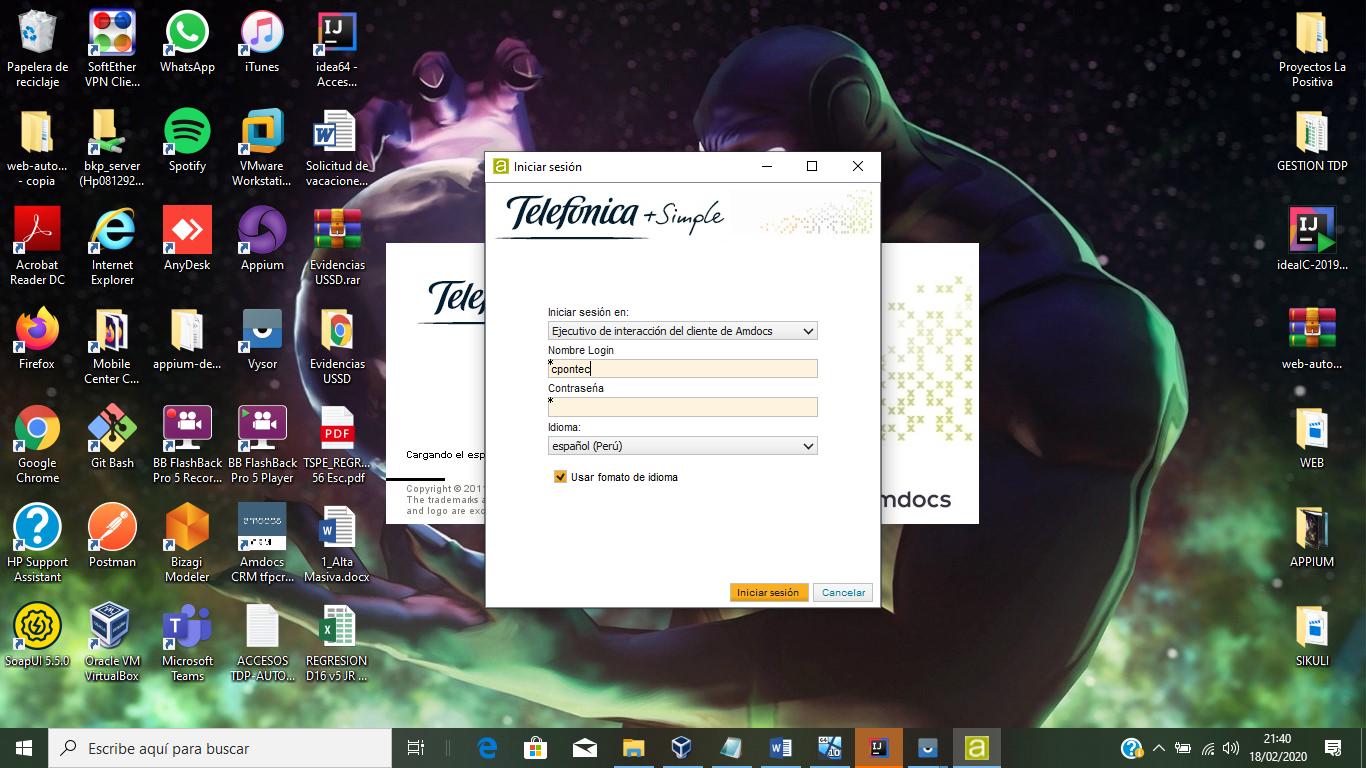 Papelera de
reciclaje
SoftEther
VPN Clie...
WhatsApp
iTunes
idea64 -
Acces...
web-auto...
- copia
bkp_server
(Hp081292...
Spotify
VMware
Workstati...
Solicitud de
vacacione...
Acrobat
Reader DC
Internet
Explorer
AnyDesk
Appium
Evidencias
USSD.rar
Firefox
Mobile
Center C...
appium-de...
Vysor
Evidencias
USSD
Google
Chrome
Git Bash
BB FlashBack
Pro 5 Recor...
BB FlashBack
Pro 5 Player
PDF
TSPE_REGR...
56 Esc.pdf
HP Support
Assistant
Postman
Bizagi
Modeler
Amdocs
CRM tfpcr...
1_Alta
Masiva.docx
SoapUI 5.5.0
Oracle VM
VirtualBox
Microsoft
Teams
ACCESOS
TDP-AUTO...
REGRESION
D16 v5 JR ...
Iniciar sesión
Telefónica +Simple
Iniciar sesión en:
Ejecutivo de interacción del cliente de Amdocs
Nombre Login
*cpontec
Contraseña
*
Idioma:
español (Perú)
Usar fomato de idioma
Iniciar sesión
Cancelar
Telef
Cargando el esp
Copyright © 201
The trademarks a
and logo are exc
mdocs
Proyectos La
Positiva
GESTION TDP
IJ
ideaIC-2019...
web-auto...
WEB
APPIUM
SIKULI
Escribe aquí para buscar
21:40
18/02/2020